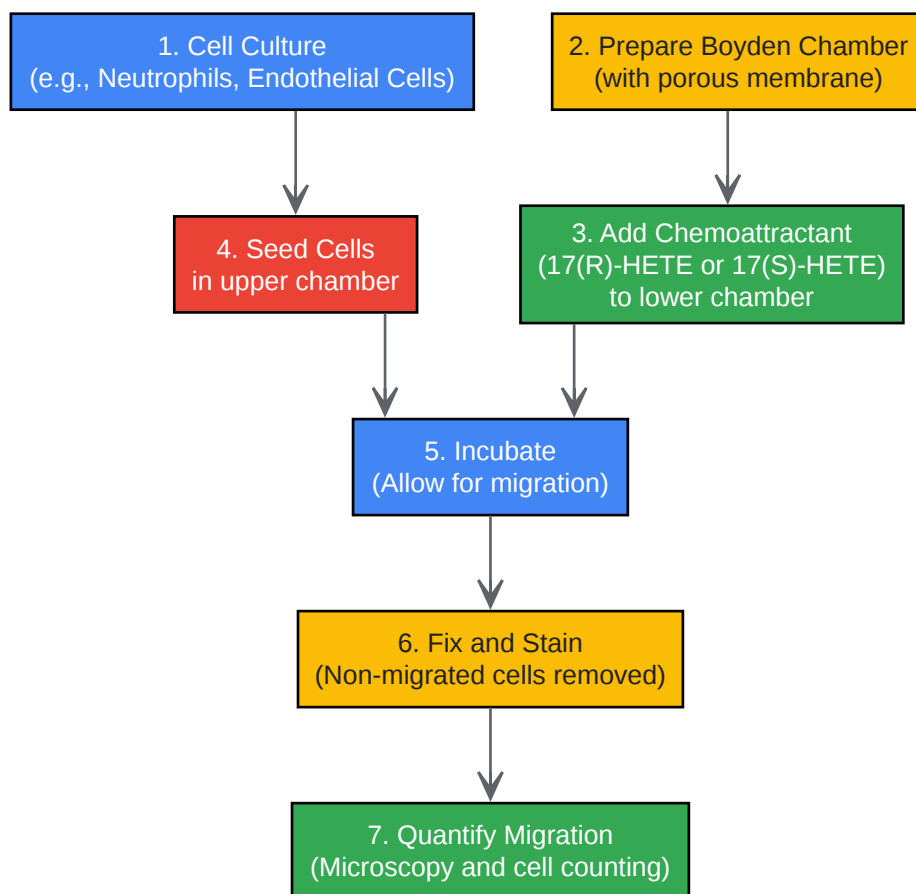 1. Cell Culture
(e.g., Neutrophils, Endothelial Cells)
2. Prepare Boyden Chamber
(with porous membrane)
3. Add Chemoattractant
(17(R)-HETE or 17(S)-HETE)
to lower chamber
4. Seed Cells
in upper chamber
5. Incubate
(Allow for migration)
6. Fix and Stain
(Non-migrated cells removed)
7. Quantify Migration
(Microscopy and cell counting)